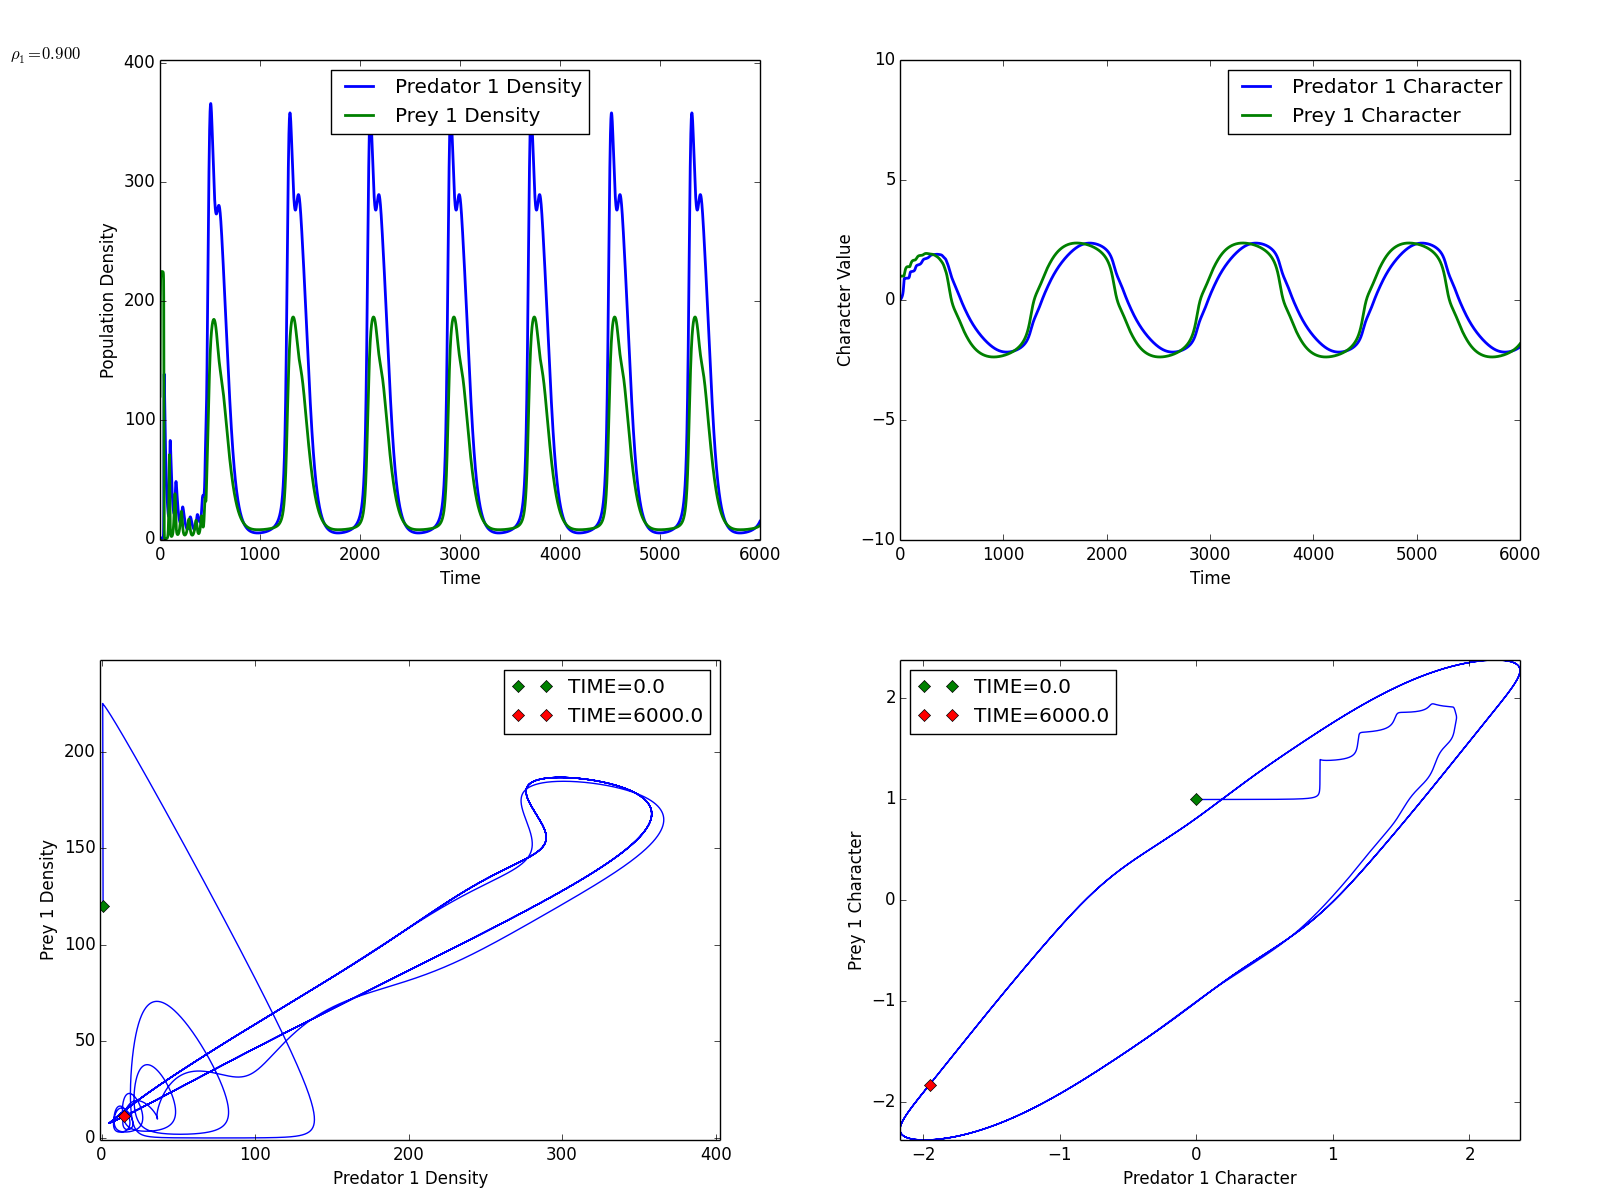 ρ₁=0.900
Predator 1 Density
Prey 1 Density
400
300
200
100
0
Population Density
0 1000 2000 3000 4000 5000 6000
Time
Predator 1 Character
Prey 1 Character
10
5
0
−5
−10
Character Value
0 1000 2000 3000 4000 5000 6000
Time
TIME=0.0
TIME=6000.0
200
150
100
50
0
Prey 1 Density
0 100 200 300 400
Predator 1 Density
TIME=0.0
TIME=6000.0
2
1
0
−1
−2
Prey 1 Character
−2 −1 0 1 2
Predator 1 Character